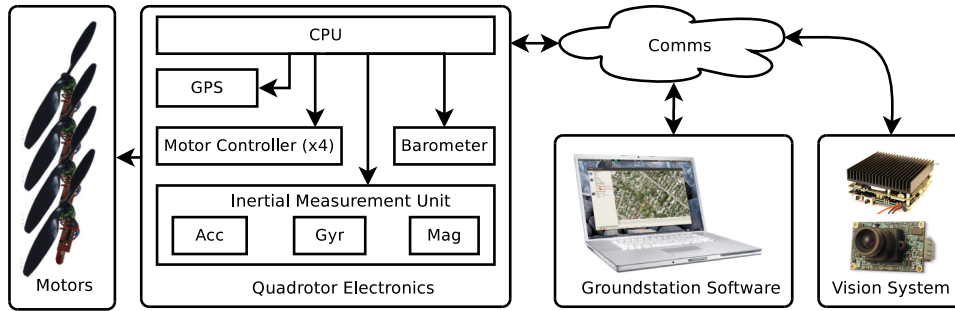 CPU
GPS
Motor Controller (x4)
Barometer
Inertial Measurement Unit
Acc
Gyr
Mag
Motors
Quadrotor Electronics
Comms
Groundstation Software
Vision System